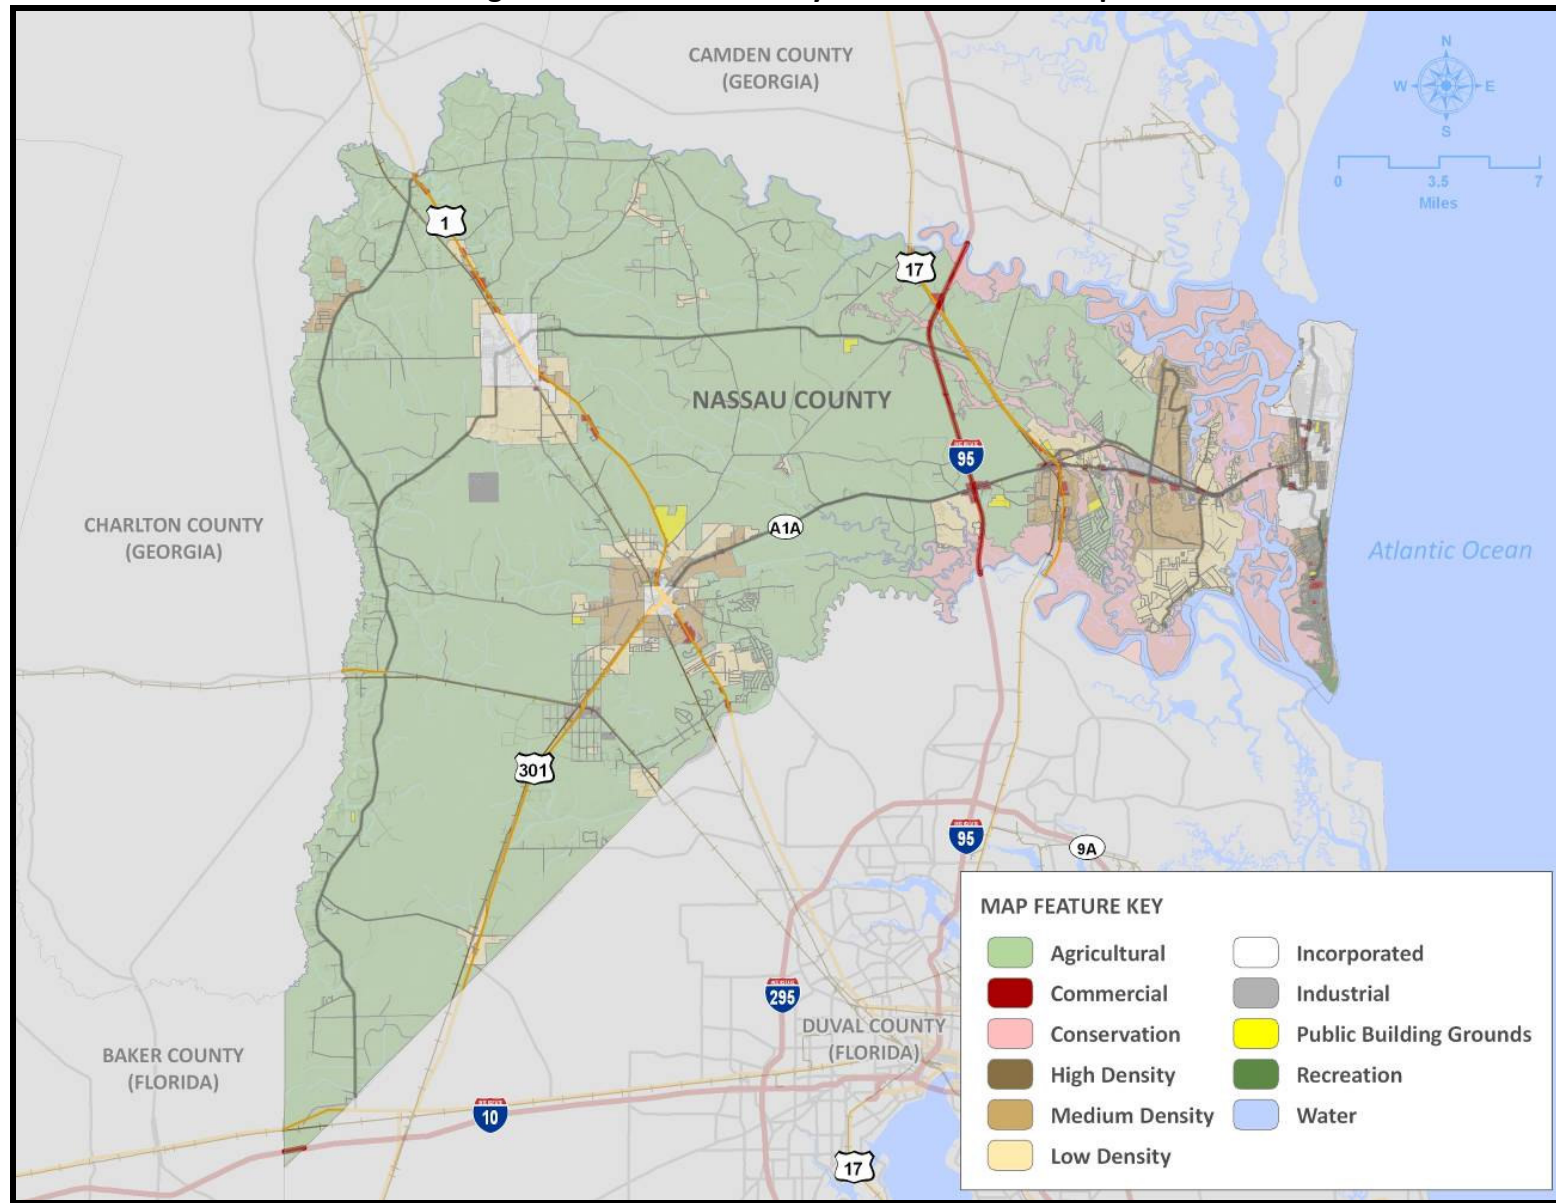 CAMDEN COUNTY
(GEORGIA)
N
W
E
S
0
3.5
7
Miles
1
17
NASSAU COUNTY
95
CHARLTON COUNTY
(GEORGIA)
A1A
Atlantic Ocean
301
95
9A
295
DUVAL COUNTY
(FLORIDA)
BAKER COUNTY
(FLORIDA)
10
17
MAP FEATURE KEY
Agricultural
Commercial
Conservation
High Density
Medium Density
Low Density
Incorporated
Industrial
Public Building Grounds
Recreation
Water